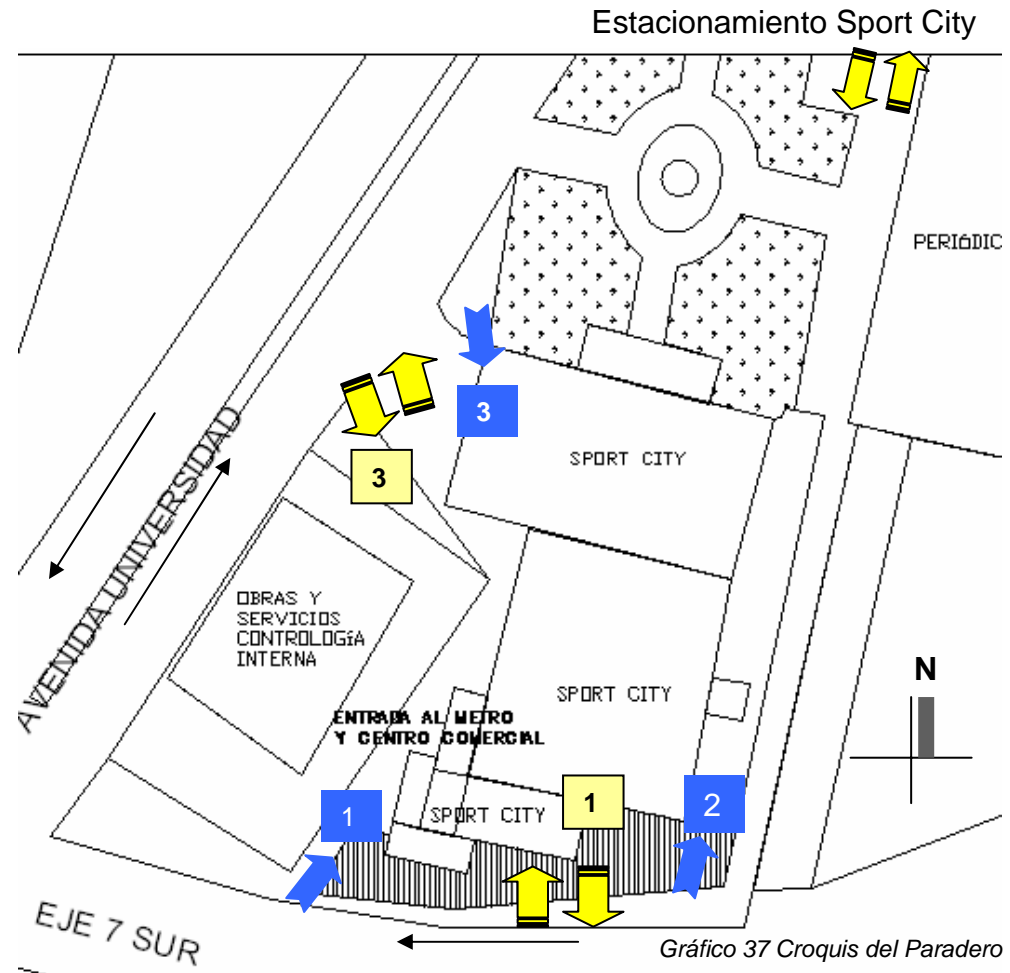 Estacionamiento Sport City
PERIÓDIC
3
SPORT CITY
3
AVENIDA UNIVERSIDAD
OBRAS Y
SERVICIOS
CONTROLOGíA
INTERNA
N
SPORT CITY
ENTRADA AL METRO
Y CENTRO COMERCIAL
1
SPORT CITY
1
2
EJE 7 SUR
Gráfico 37 Croquis del Paradero